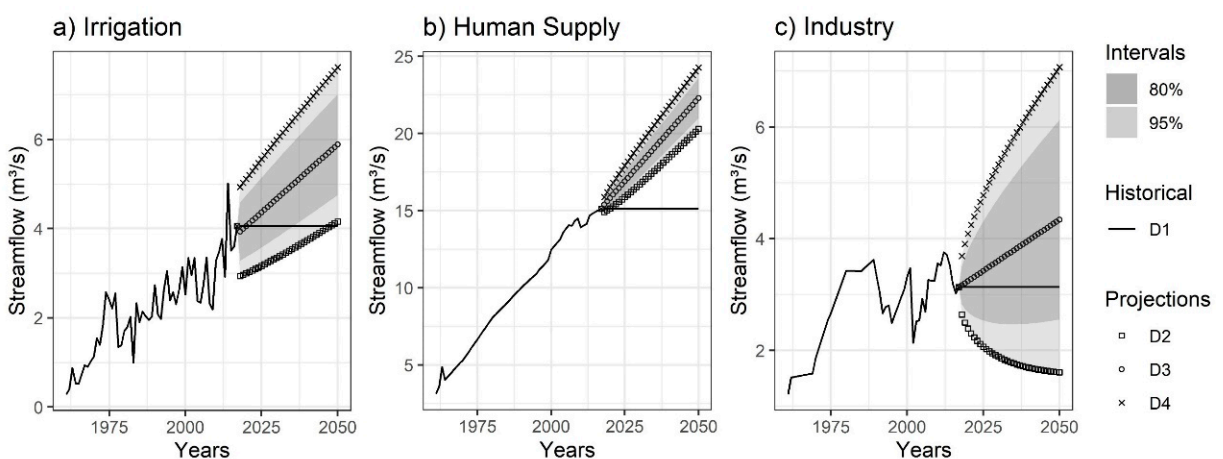 a) Irrigation
Streamflow (m³/s)
6
4
2
0
1975
2000
2025
2050
Years
b) Human Supply
Streamflow (m³/s)
25
20
15
10
5
1975
2000
2025
2050
Years
c) Industry
Streamflow (m³/s)
6
4
2
1975
2000
2025
2050
Years
Intervals
80%
95%
Historical
D1
Projections
D2
D3
D4